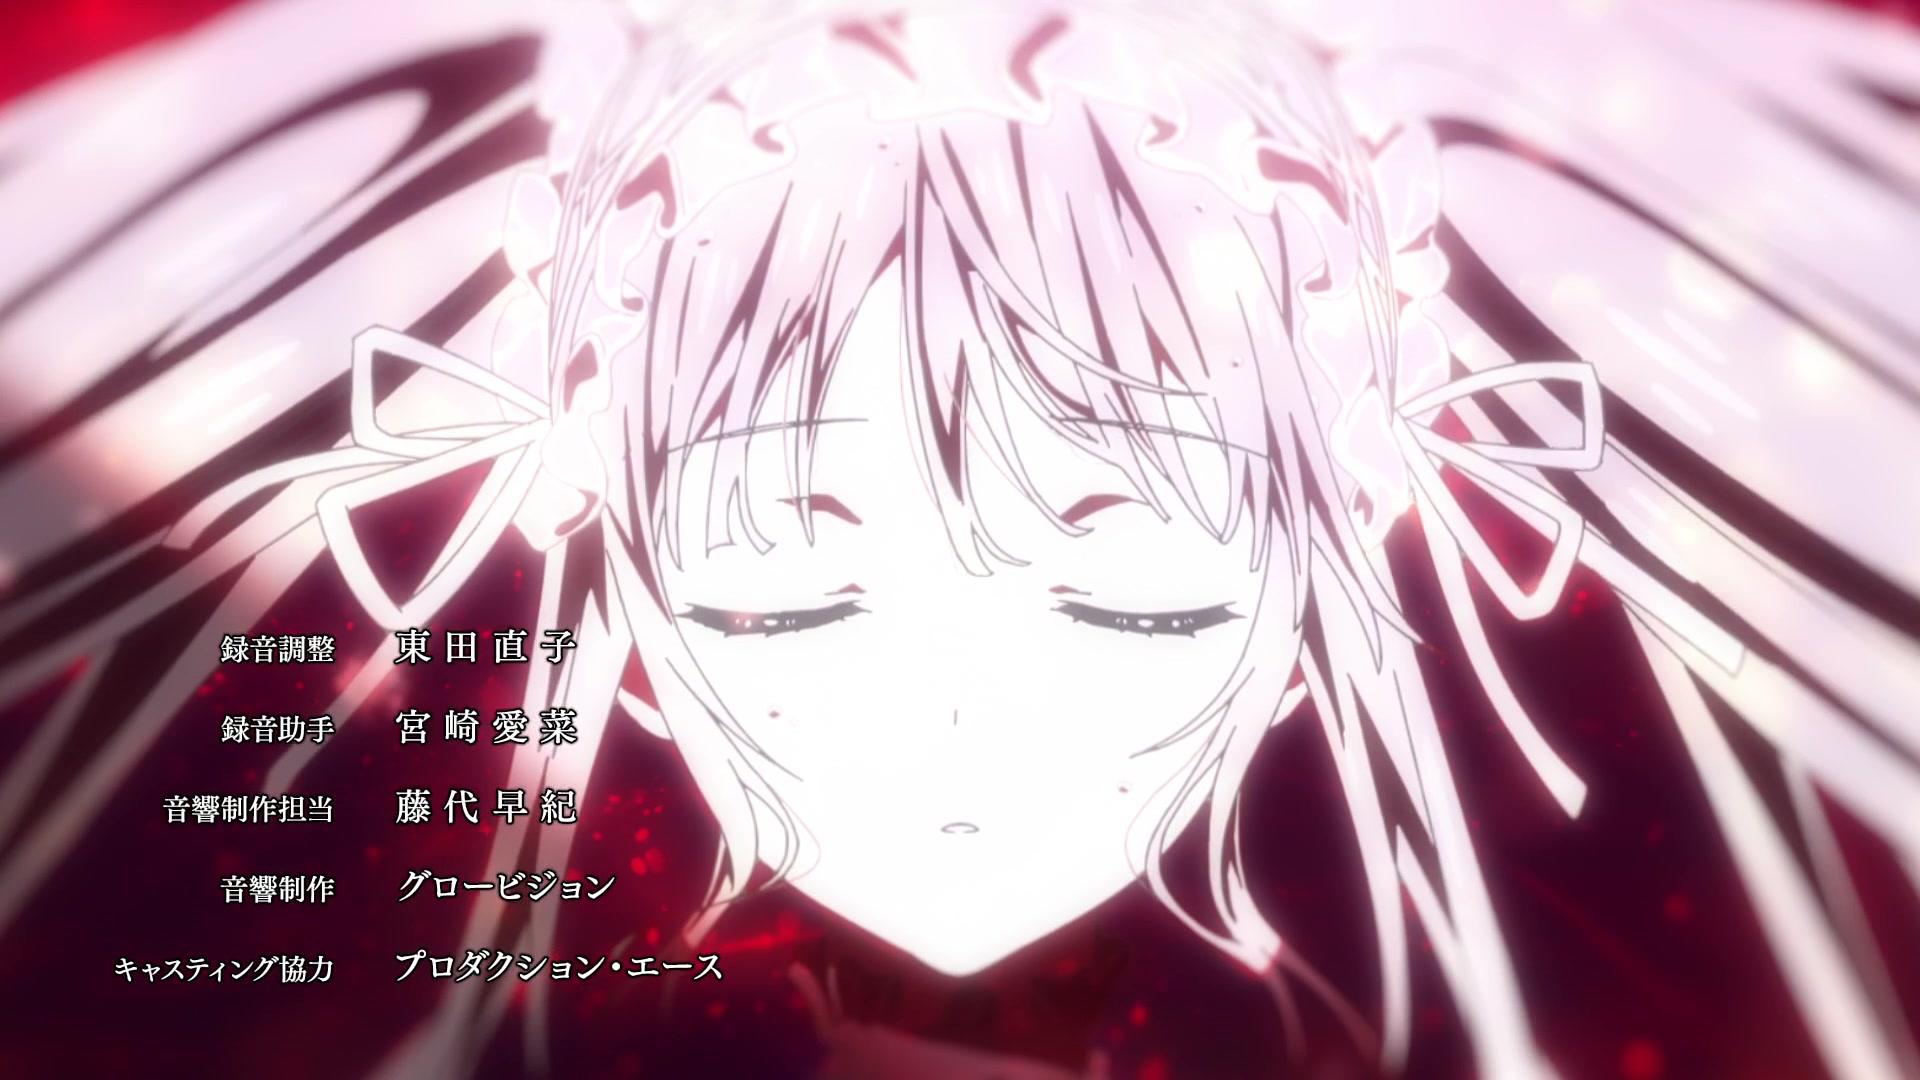 録音調整 東田直子
録音助手 宮崎愛菜
音響制作担当 藤代早紀
音響制作 グロービジョン
キャスティング協力 プロダクション・エース